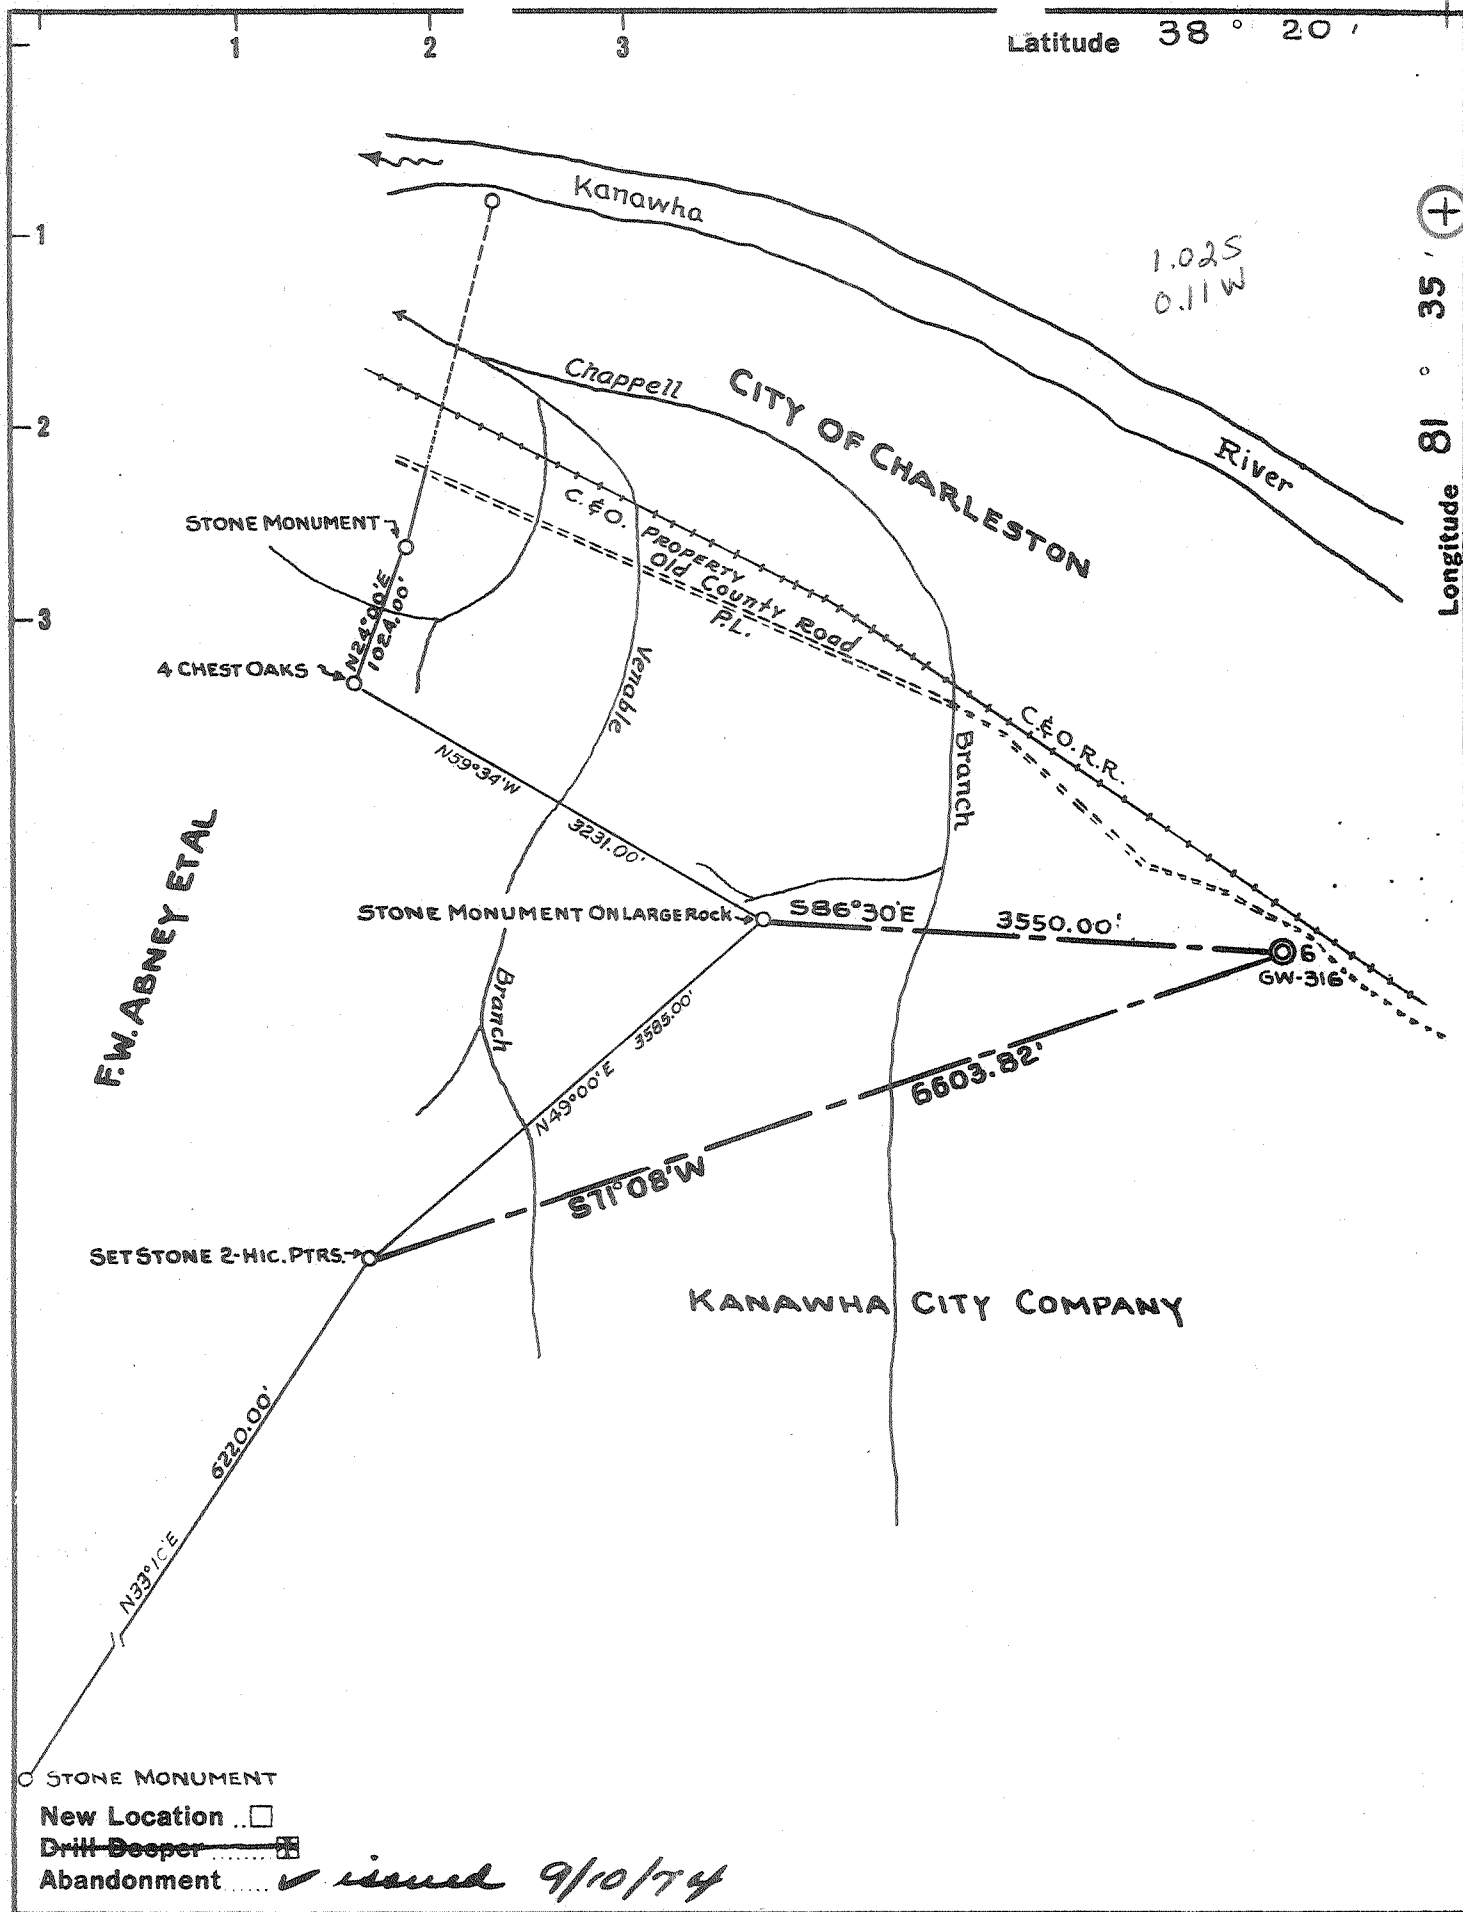 1 2 3
Latitude 38° 20'
1
2
3
Longitude 81° 35'
1.02S
0.11W
Kanawha
River
Chappell
CITY OF CHARLESTON
C.&O. PROPERTY
Old County Road
P.L.
STONE MONUMENT
N24°00'E
1024.00'
4 CHEST OAKS
Venable
C.&O.R.R.
Branch
N59°34'W
3231.00'
F.W. ABNEY ETAL
STONE MONUMENT ON LARGE ROCK
S86°30'E 3550.00'
6
GW-316
Branch
3585.00'
N49°00'E
6603.82'
S71°08'W
SET STONE 2-HIC. PTRS.
KANAWHA CITY COMPANY
6220.00'
N33°10'E
STONE MONUMENT
New Location ..
Drill Deeper ........
Abandonment ..... ✓ issued 9/10/74